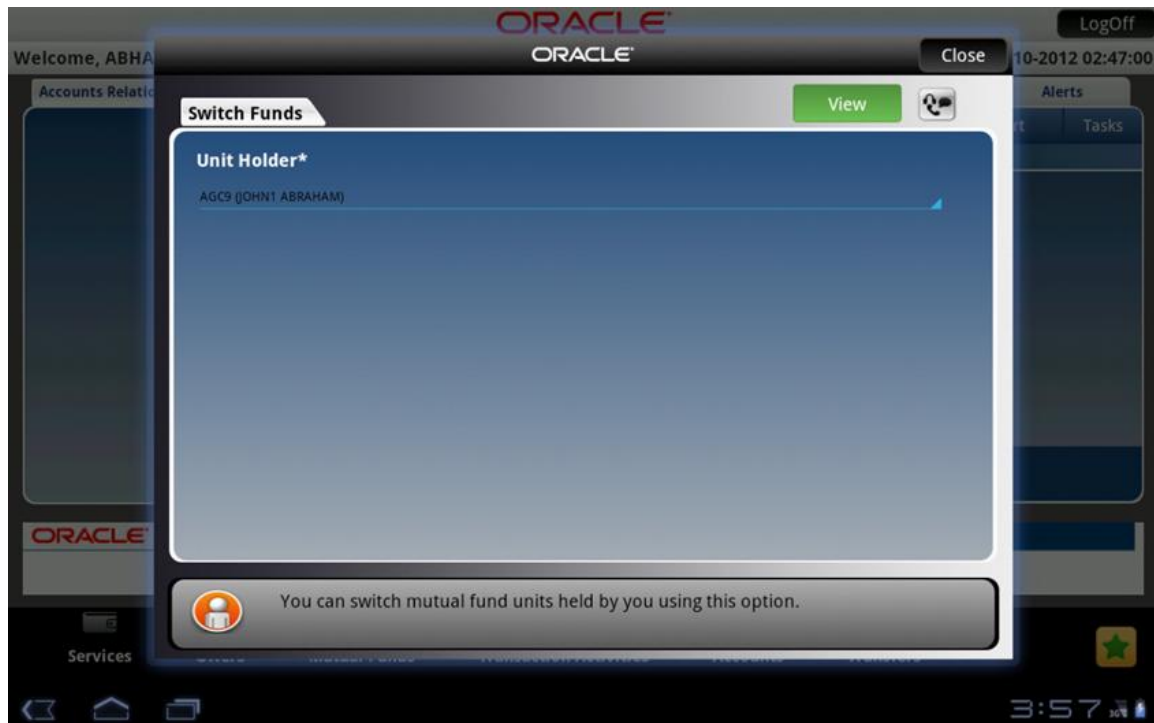 ORACLE
LogOff
Welcome, ABHA
ORACLE
Close
10-2012 02:47:00
Accounts Relatio
Switch Funds
View
Alerts
Tasks
Unit Holder*
AGC9 (JOHN1 ABRAHAM)
ORACLE
You can switch mutual fund units held by you using this option.
Services
3:57
3G